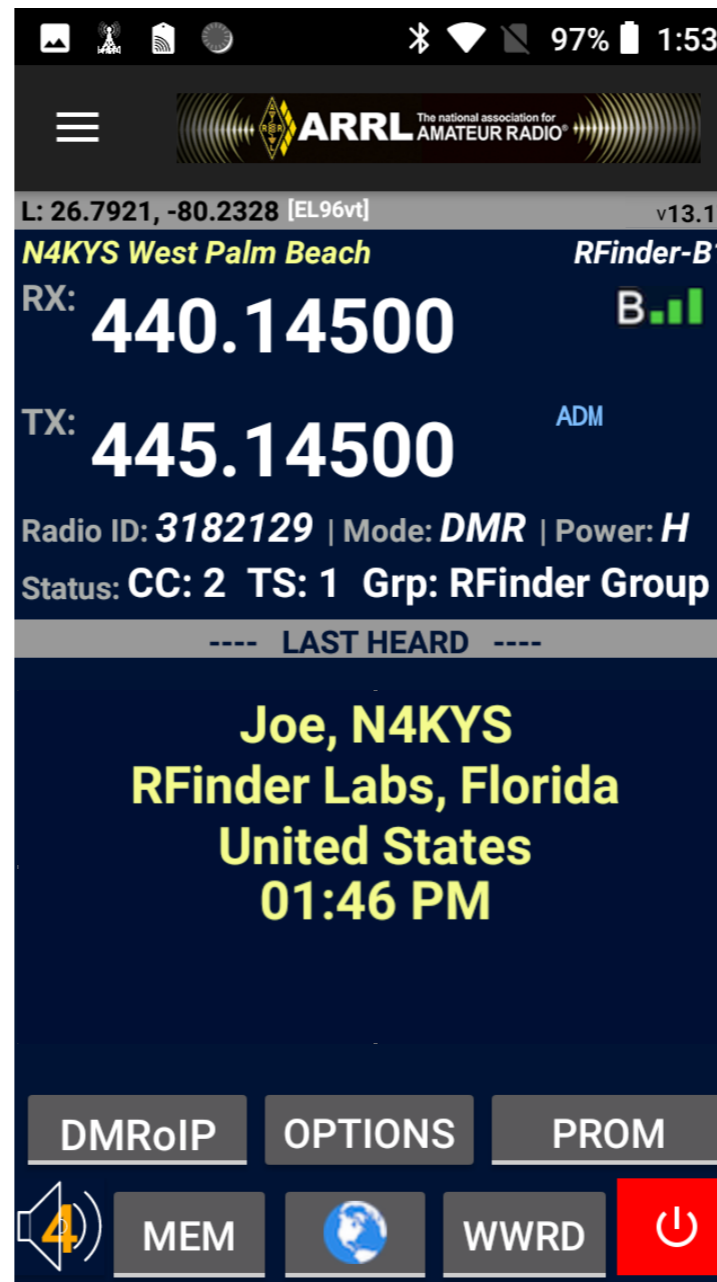 97% 1:53
ARRL The national association for AMATEUR RADIO®
L: 26.7921, -80.2328 [EL96vt] v13.1
N4KYS West Palm Beach RFinder-B1
RX: 440.14500 B
TX: 445.14500 ADM
Radio ID: 3182129 | Mode: DMR | Power: H
Status: CC: 2 TS: 1 Grp: RFinder Group
---- LAST HEARD ----
Joe, N4KYS
RFinder Labs, Florida
United States
01:46 PM
DMRoIP OPTIONS PROM
4 MEM WWRD